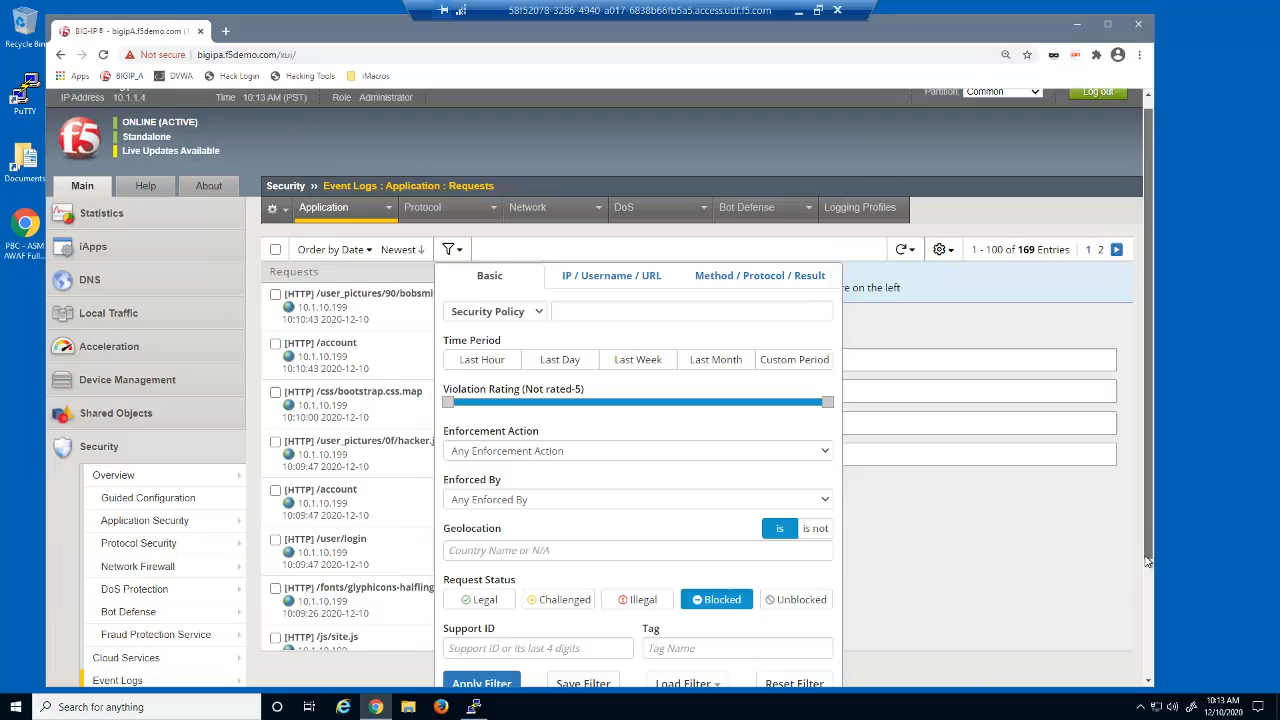 58f52078-3286-4940-a017-6838b66fb5a5.access.udf.f5.com
Recycle Bin
PuTTY
Documents
PBC - ASM
AWAF Full...
BIG-IP® - bigipA.f5demo.com (1
Not secure | bigipa.f5demo.com/xui/
Apps BIGIP_A DVWA Hack Login Hacking Tools iMacros
IP Address 10.1.1.4 Time 10:13 AM (PST) Role Administrator Partition: Common Log out
f5
ONLINE (ACTIVE)
Standalone
Live Updates Available
Main Help About
Security ›› Event Logs : Application : Requests
Application Protocol Network DoS Bot Defense Logging Profiles
Statistics
iApps
DNS
Local Traffic
Acceleration
Device Management
Shared Objects
Security
Overview
Guided Configuration
Application Security
Protocol Security
Network Firewall
DoS Protection
Bot Defense
Fraud Protection Service
Cloud Services
Event Logs
Order by Date Newest 1 - 100 of 169 Entries 1 2
Requests
[HTTP] /user_pictures/90/bobsmi
10.1.10.199
10:10:43 2020-12-10
[HTTP] /account
10.1.10.199
10:10:43 2020-12-10
[HTTP] /css/bootstrap.css.map
10.1.10.199
10:10:00 2020-12-10
[HTTP] /user_pictures/0f/hacker.j
10.1.10.199
10:09:47 2020-12-10
[HTTP] /account
10.1.10.199
10:09:47 2020-12-10
[HTTP] /user/login
10.1.10.199
10:09:47 2020-12-10
[HTTP] /fonts/glyphicons-halfling
10.1.10.199
10:09:26 2020-12-10
[HTTP] /js/site.js
10.1.10.199
Basic IP / Username / URL Method / Protocol / Result
re on the left
Security Policy
Time Period
Last Hour Last Day Last Week Last Month Custom Period
Violation Rating (Not rated-5)
Enforcement Action
Any Enforcement Action
Enforced By
Any Enforced By
Geolocation is is not
Country Name or N/A
Request Status
Legal Challenged Illegal Blocked Unblocked
Support ID Tag
Support ID or its last 4 digits Tag Name
Apply Filter Save Filter Load Filter Reset Filter
Search for anything
10:13 AM
12/10/2020